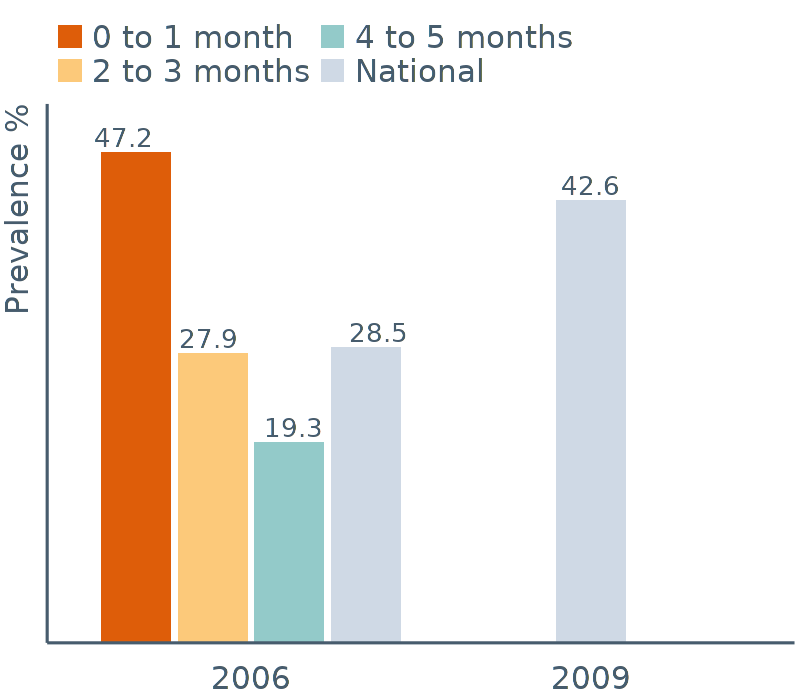 0 to 1 month
4 to 5 months
2 to 3 months
National
Prevalence %
47.2
27.9
19.3
28.5
42.6
2006
2009